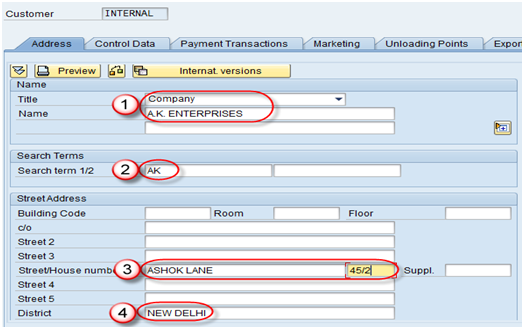 Customer INTERNAL
Address Control Data Payment Transactions Marketing Unloading Points Expor
Preview Internat. versions
Name
Title Company
1
Name A.K. ENTERPRISES
Search Terms
Search term 1/2 2 AK
Street Address
Building Code Room Floor
c/o
Street 2
Street 3
Street/House numbe 3 ASHOK LANE 45/2 Suppl.
Street 4
Street 5
District 4 NEW DELHI